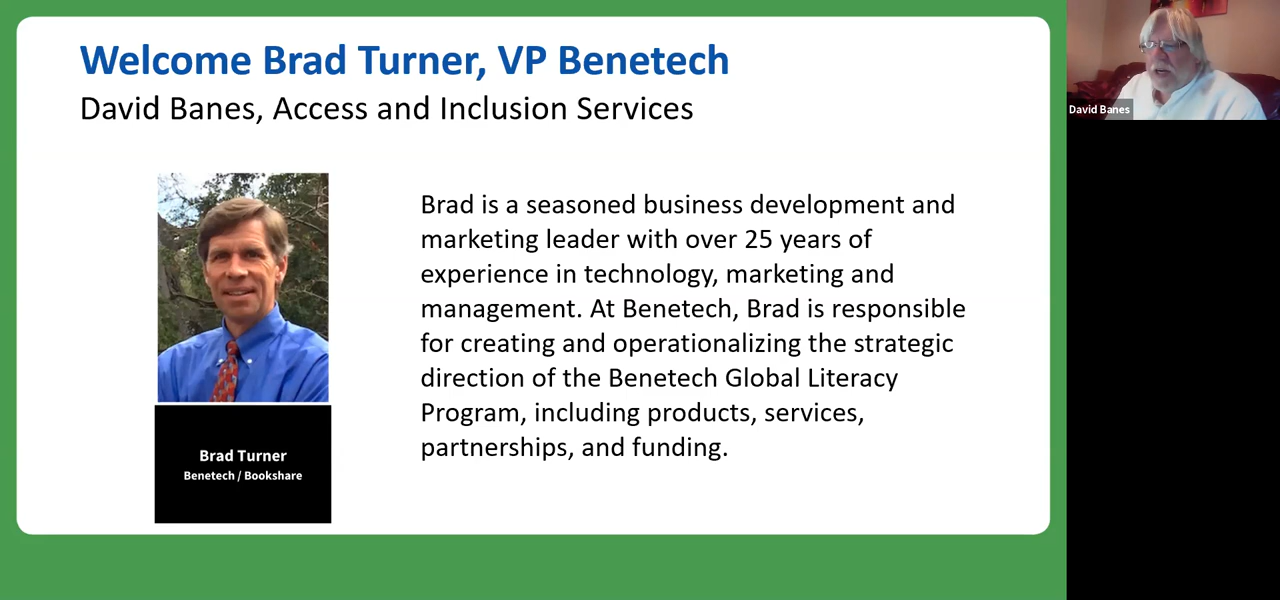 Welcome Brad Turner, VP Benetech
David Banes, Access and Inclusion Services
Brad is a seasoned business development and
marketing leader with over 25 years of
experience in technology, marketing and
management. At Benetech, Brad is responsible
for creating and operationalizing the strategic
direction of the Benetech Global Literacy
Program, including products, services,
partnerships, and funding.
Brad Turner
Benetech / Bookshare
David Banes